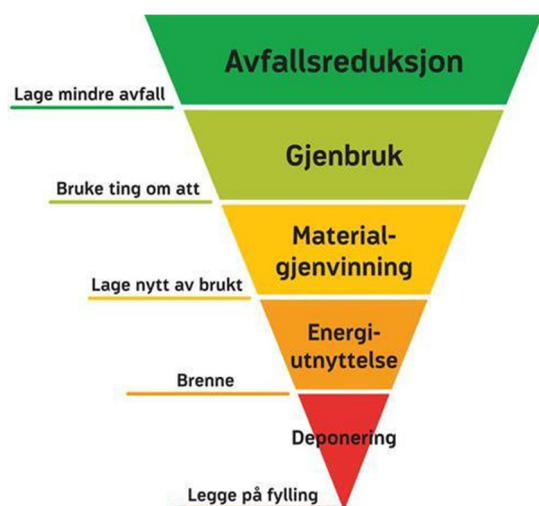 Avfallsreduksjon
Lage mindre avfall
Gjenbruk
Bruke ting om att
Material-
gjenvinning
Lage nytt av brukt
Energi-
utnyttelse
Brenne
Deponering
Legge på fylling